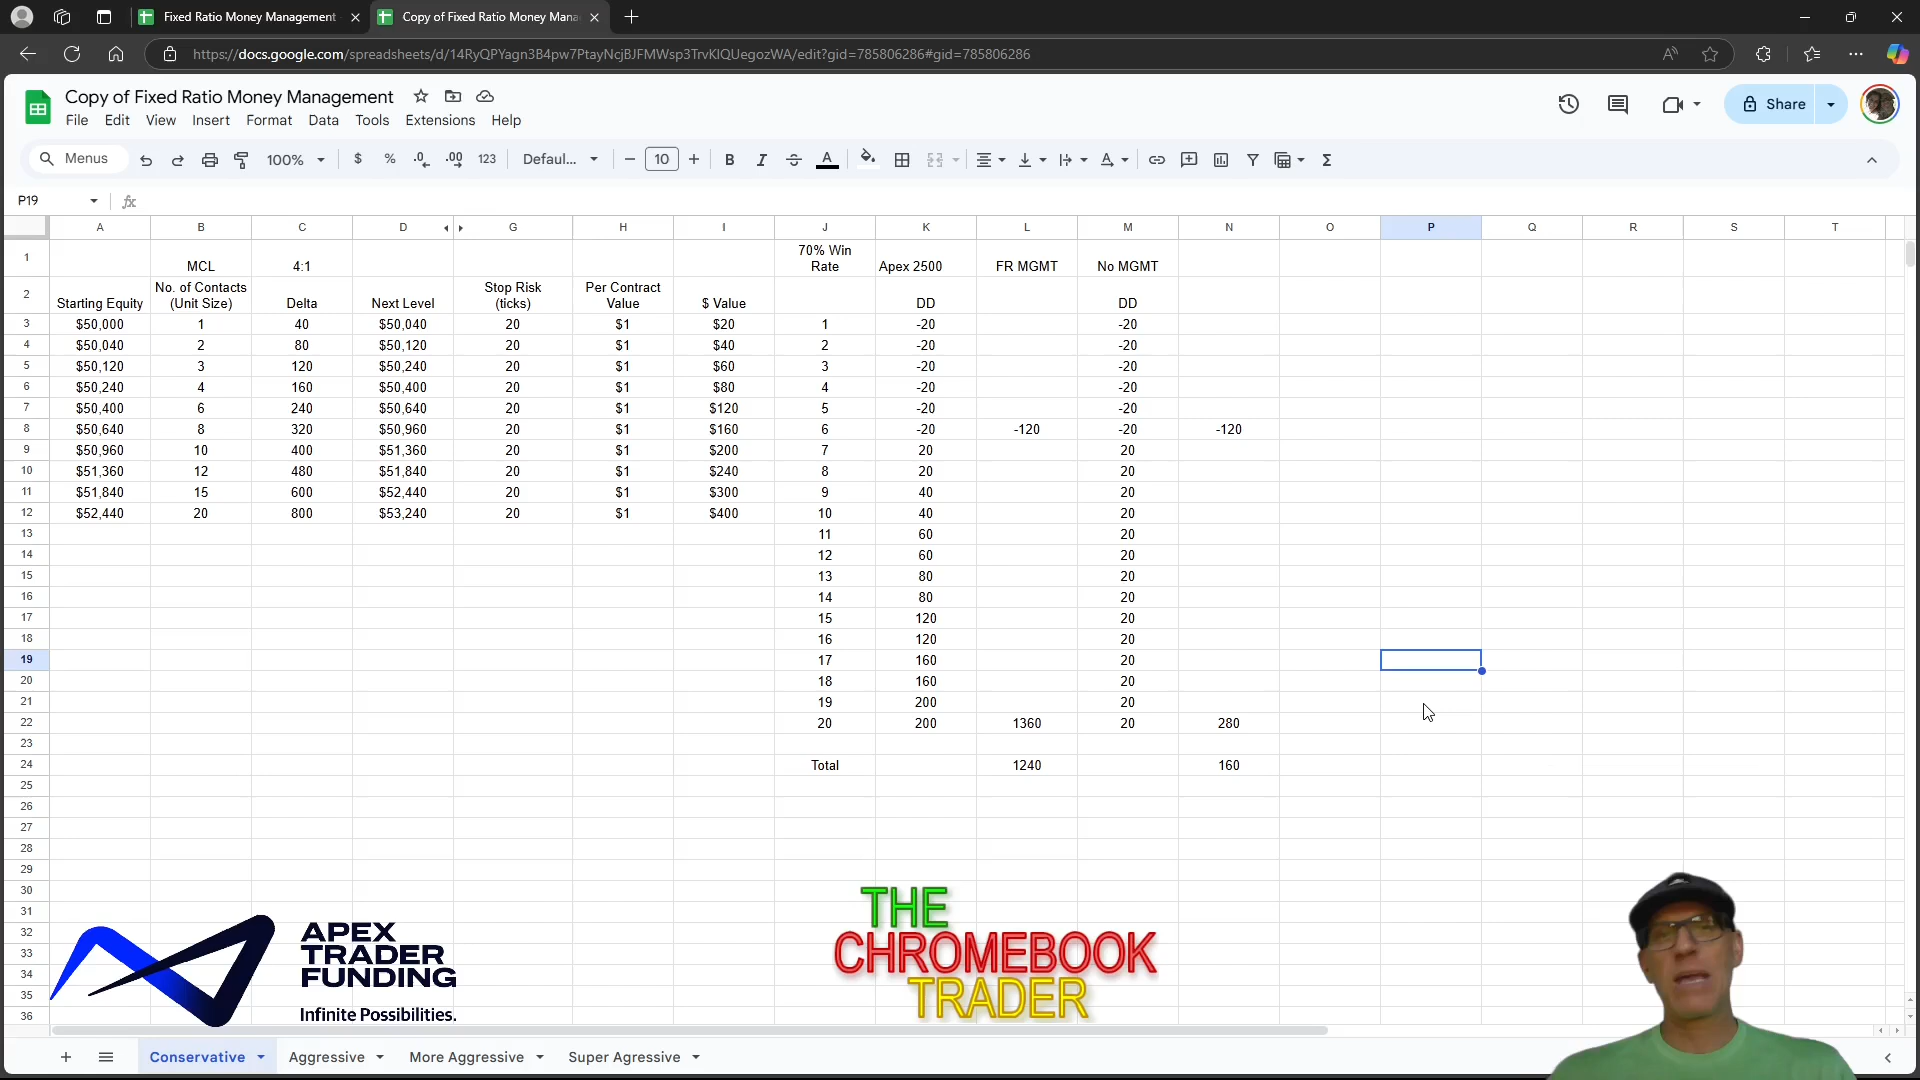 Fixed Ratio Money Management
Copy of Fixed Ratio Money Mana
https://docs.google.com/spreadsheets/d/14RyQPYagn3B4pw7PtayNcjBJFMWsp3TrvKlQUegozWA/edit?gid=785806286#gid=785806286
Copy of Fixed Ratio Money Management
File Edit View Insert Format Data Tools Extensions Help
Share
Menus 100% $ % .0 .00 123 Defaul... 10 B I S A Σ
P19 fx
A B C D G H I J K L M N O P Q R S T
1 MCL 4:1 70% Win Rate Apex 2500 FR MGMT No MGMT
2 Starting Equity No. of Contacts (Unit Size) Delta Next Level Stop Risk (ticks) Per Contract Value $ Value DD DD
3 $50,000 1 40 $50,040 20 $1 $20 1 -20 -20
4 $50,040 2 80 $50,120 20 $1 $40 2 -20 -20
5 $50,120 3 120 $50,240 20 $1 $60 3 -20 -20
6 $50,240 4 160 $50,400 20 $1 $80 4 -20 -20
7 $50,400 6 240 $50,640 20 $1 $120 5 -20 -20
8 $50,640 8 320 $50,960 20 $1 $160 6 -20 -120 -20 -120
9 $50,960 10 400 $51,360 20 $1 $200 7 20 20
10 $51,360 12 480 $51,840 20 $1 $240 8 20 20
11 $51,840 15 600 $52,440 20 $1 $300 9 40 20
12 $52,440 20 800 $53,240 20 $1 $400 10 40 20
13 11 60 20
14 12 60 20
15 13 80 20
16 14 80 20
17 15 120 20
18 16 120 20
19 17 160 20
20 18 160 20
21 19 200 20
22 20 200 1360 20 280
23
24 Total 1240 160
25
26
27
28
29
30
31
32
33
34
35
36
APEX
TRADER
FUNDING
Infinite Possibilities.
THE
CHROMEBOOK
TRADER
Conservative Aggressive More Aggressive Super Agressive